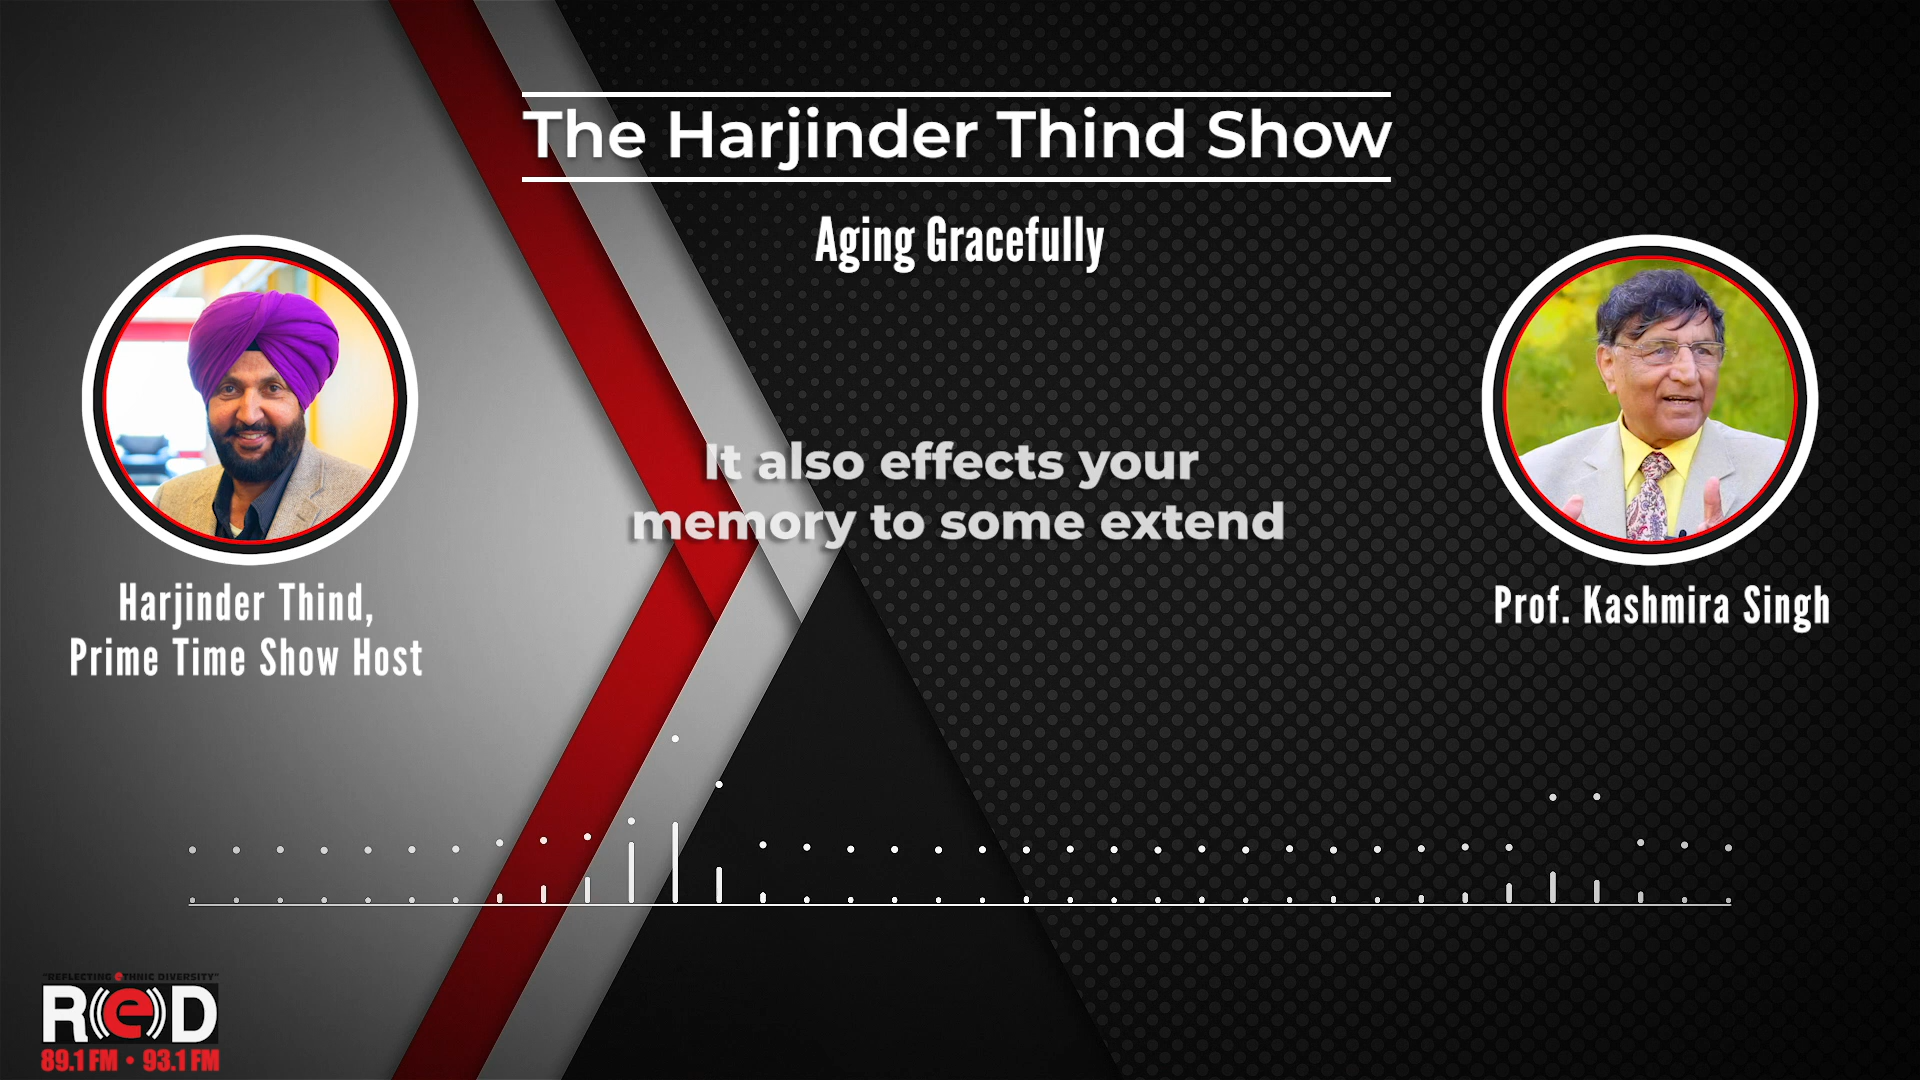 The Harjinder Thind Show
Aging Gracefully
It also effects your
memory to some extend
Harjinder Thind,
Prime Time Show Host
Prof. Kashmira Singh
"REFLECTING eTHNIC DIVERSITY"
ReD
89.1 FM • 93.1 FM